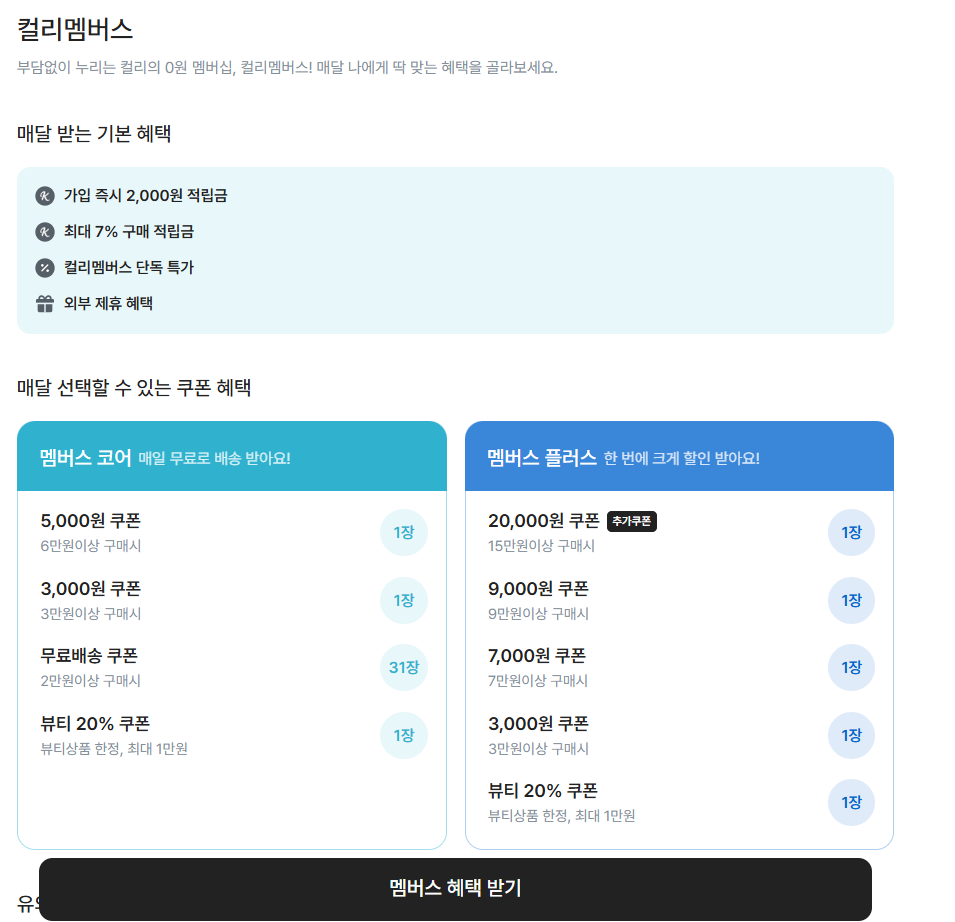 컬리멤버스
부담없이 누리는 컬리의 0원 멤버십, 컬리멤버스! 매달 나에게 딱 맞는 혜택을 골라보세요.
매달 받는 기본 혜택
가입 즉시 2,000원 적립금
최대 7% 구매 적립금
컬리멤버스 단독 특가
외부 제휴 혜택
매달 선택할 수 있는 쿠폰 혜택
멤버스 코어 매일 무료로 배송 받아요!
5,000원 쿠폰
6만원이상 구매시
1장
3,000원 쿠폰
3만원이상 구매시
1장
무료배송 쿠폰
2만원이상 구매시
31장
뷰티 20% 쿠폰
뷰티상품 한정, 최대 1만원
1장
멤버스 플러스 한 번에 크게 할인 받아요!
20,000원 쿠폰 추가쿠폰
15만원이상 구매시
1장
9,000원 쿠폰
9만원이상 구매시
1장
7,000원 쿠폰
7만원이상 구매시
1장
3,000원 쿠폰
3만원이상 구매시
1장
뷰티 20% 쿠폰
뷰티상품 한정, 최대 1만원
1장
멤버스 혜택 받기